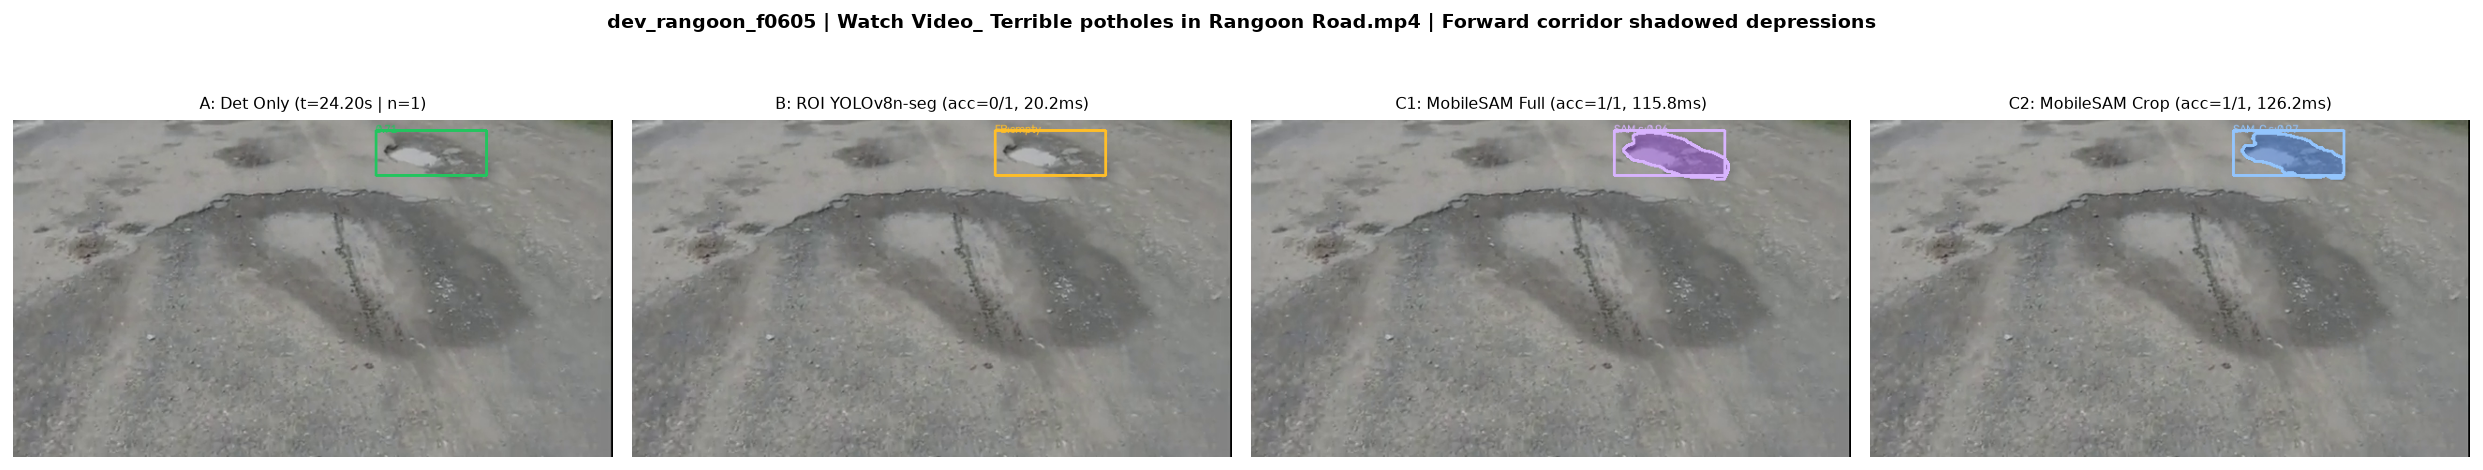 dev_rangoon_f0605 | Watch Video_ Terrible potholes in Rangoon Road.mp4 | Forward corridor shadowed depressions
A: Det Only (t=24.20s | n=1)
B: ROI YOLOv8n-seg (acc=0/1, 20.2ms)
C1: MobileSAM Full (acc=1/1, 115.8ms)
C2: MobileSAM Crop (acc=1/1, 126.2ms)